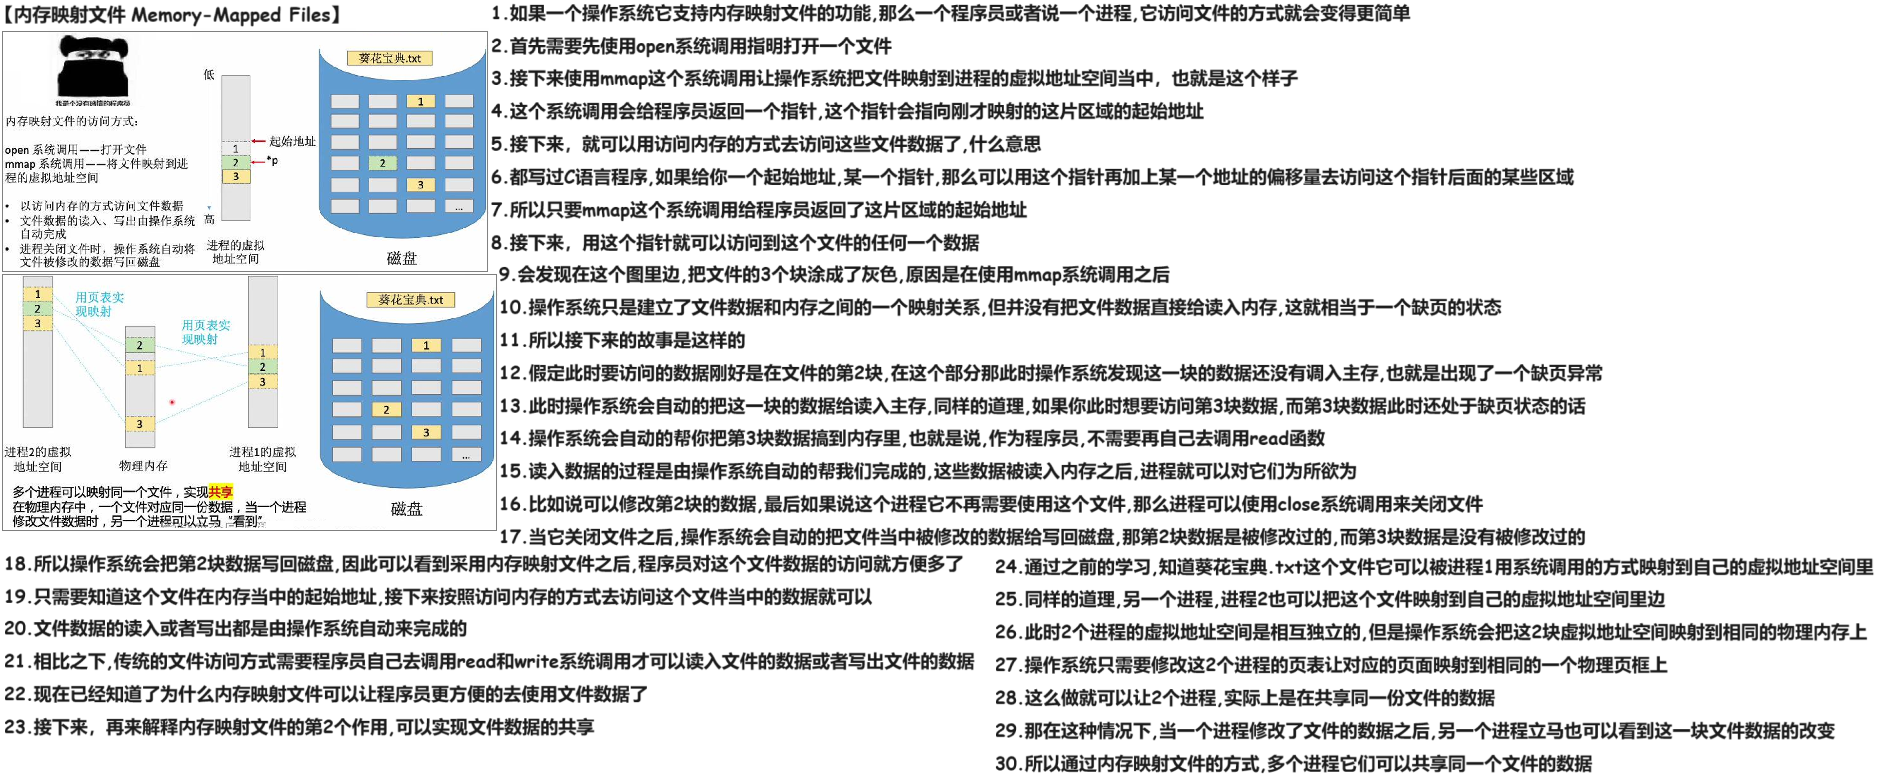 【内存映射文件 Memory-Mapped Files】
我是个没有感情的程序员
内存映射文件的访问方式:
open 系统调用——打开文件
mmap 系统调用——将文件映射到进
程的虚拟地址空间
• 以访问内存的方式访问文件数据
• 文件数据的读入、写出由操作系统
自动完成
• 进程关闭文件时，操作系统自动将
文件被修改的数据写回磁盘
低
起始地址
1
2
*p
3
高
进程的虚拟
地址空间
葵花宝典.txt
1
2
3
...
磁盘
1
2
3
用页表实
现映射
进程2的虚拟
地址空间
2
1
3
物理内存
用页表实
现映射
1
2
3
进程1的虚拟
地址空间
葵花宝典.txt
1
2
3
...
磁盘
多个进程可以映射同一个文件，实现共享
在物理内存中，一个文件对应同一份数据，当一个进程
修改文件数据时，另一个进程可以立马“看到”
1.如果一个操作系统它支持内存映射文件的功能,那么一个程序员或者说一个进程,它访问文件的方式就会变得更简单
2.首先需要先使用open系统调用指明打开一个文件
3.接下来使用mmap这个系统调用让操作系统把文件映射到进程的虚拟地址空间当中，也就是这个样子
4.这个系统调用会给程序员返回一个指针,这个指针会指向刚才映射的这片区域的起始地址
5.接下来，就可以用访问内存的方式去访问这些文件数据了,什么意思
6.都写过C语言程序,如果给你一个起始地址,某一个指针,那么可以用这个指针再加上某一个地址的偏移量去访问这个指针后面的某些区域
7.所以只要mmap这个系统调用给程序员返回了这片区域的起始地址
8.接下来，用这个指针就可以访问到这个文件的任何一个数据
9.会发现在这个图里边,把文件的3个块涂成了灰色,原因是在使用mmap系统调用之后
10.操作系统只是建立了文件数据和内存之间的一个映射关系,但并没有把文件数据直接给读入内存,这就相当于一个缺页的状态
11.所以接下来的故事是这样的
12.假定此时要访问的数据刚好是在文件的第2块,在这个部分那此时操作系统发现这一块的数据还没有调入主存,也就是出现了一个缺页异常
13.此时操作系统会自动的把这一块的数据给读入主存,同样的道理,如果你此时想要访问第3块数据,而第3块数据此时还处于缺页状态的话
14.操作系统会自动的帮你把第3块数据搞到内存里,也就是说,作为程序员,不需要再自己去调用read函数
15.读入数据的过程是由操作系统自动的帮我们完成的,这些数据被读入内存之后,进程就可以对它们为所欲为
16.比如说可以修改第2块的数据,最后如果说这个进程它不再需要使用这个文件,那么进程可以使用close系统调用来关闭文件
17.当它关闭文件之后,操作系统会自动的把文件当中被修改的数据给写回磁盘,那第2块数据是被修改过的,而第3块数据是没有被修改过的
18.所以操作系统会把第2块数据写回磁盘,因此可以看到采用内存映射文件之后,程序员对这个文件数据的访问就方便多了
19.只需要知道这个文件在内存当中的起始地址,接下来按照访问内存的方式去访问这个文件当中的数据就可以
20.文件数据的读入或者写出都是由操作系统自动来完成的
21.相比之下,传统的文件访问方式需要程序员自己去调用read和write系统调用才可以读入文件的数据或者写出文件的数据
22.现在已经知道了为什么内存映射文件可以让程序员更方便的去使用文件数据了
23.接下来，再来解释内存映射文件的第2个作用,可以实现文件数据的共享
24.通过之前的学习,知道葵花宝典.txt这个文件它可以被进程1用系统调用的方式映射到自己的虚拟地址空间里
25.同样的道理,另一个进程,进程2也可以把这个文件映射到自己的虚拟地址空间里边
26.此时2个进程的虚拟地址空间是相互独立的,但是操作系统会把这2块虚拟地址空间映射到相同的物理内存上
27.操作系统只需要修改这2个进程的页表让对应的页面映射到相同的一个物理页框上
28.这么做就可以让2个进程,实际上是在共享同一份文件的数据
29.那在这种情况下,当一个进程修改了文件的数据之后,另一个进程立马也可以看到这一块文件数据的改变
30.所以通过内存映射文件的方式,多个进程它们可以共享同一个文件的数据